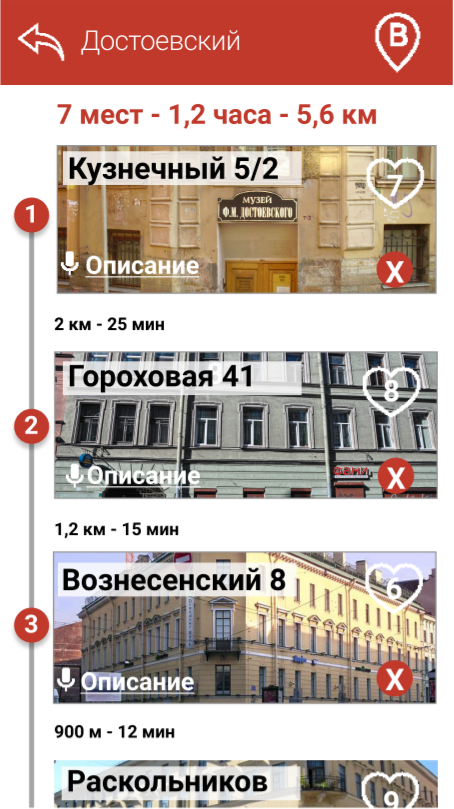 Достоевский
B
7 мест - 1,2 часа - 5,6 км
1
Кузнечный 5/2
7
МУЗЕЙ
Ф.М. ДОСТОЕВСКОГО
Описание
X
2 км - 25 мин
2
Гороховая 41
8
Описание
X
1,2 км - 15 мин
3
Вознесенский 8
6
Описание
X
900 м - 12 мин
Раскольников
9